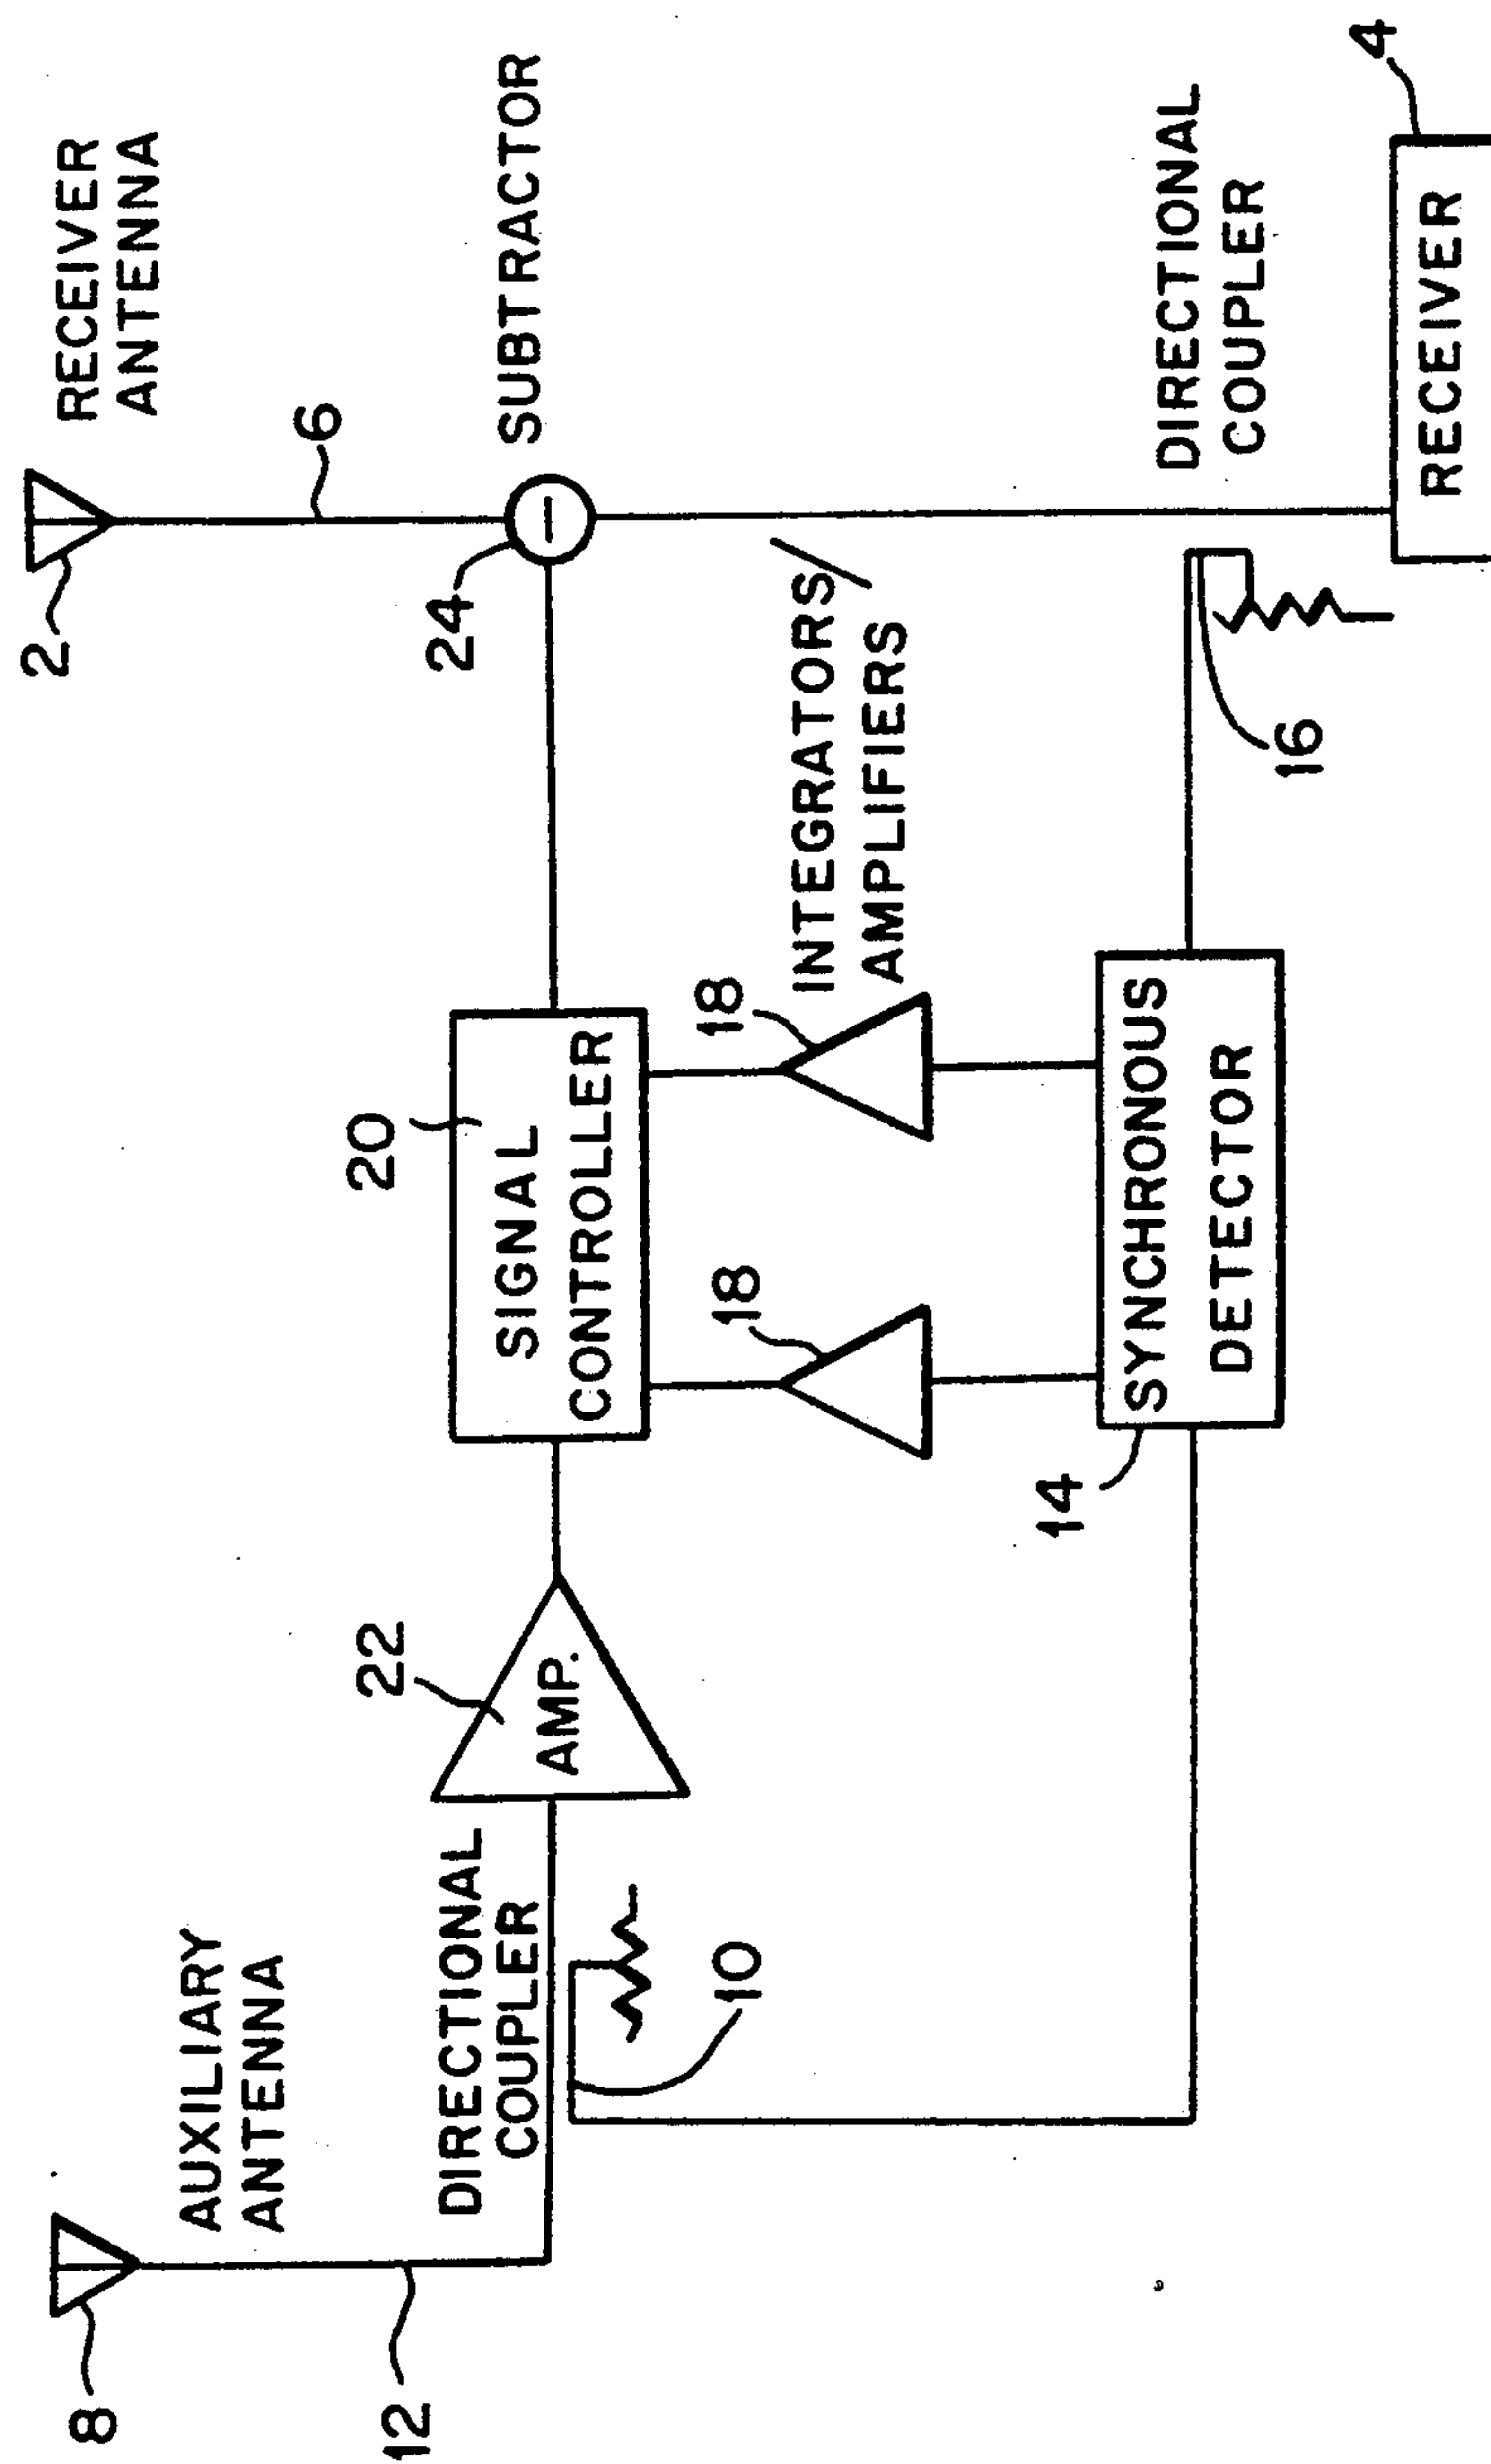 8
AUXILIARY
ANTENNA
12
DIRECTIONAL
COUPLER
10
22
AMP.
20
SIGNAL
CONTROLLER
18
18
INTEGRATORS/
AMPLIFIERS
14
SYNCHRONOUS
DETECTOR
2
RECEIVER
ANTENNA
6
24
SUBTRACTOR
–
16
DIRECTIONAL
COUPLER
4
RECEIVER